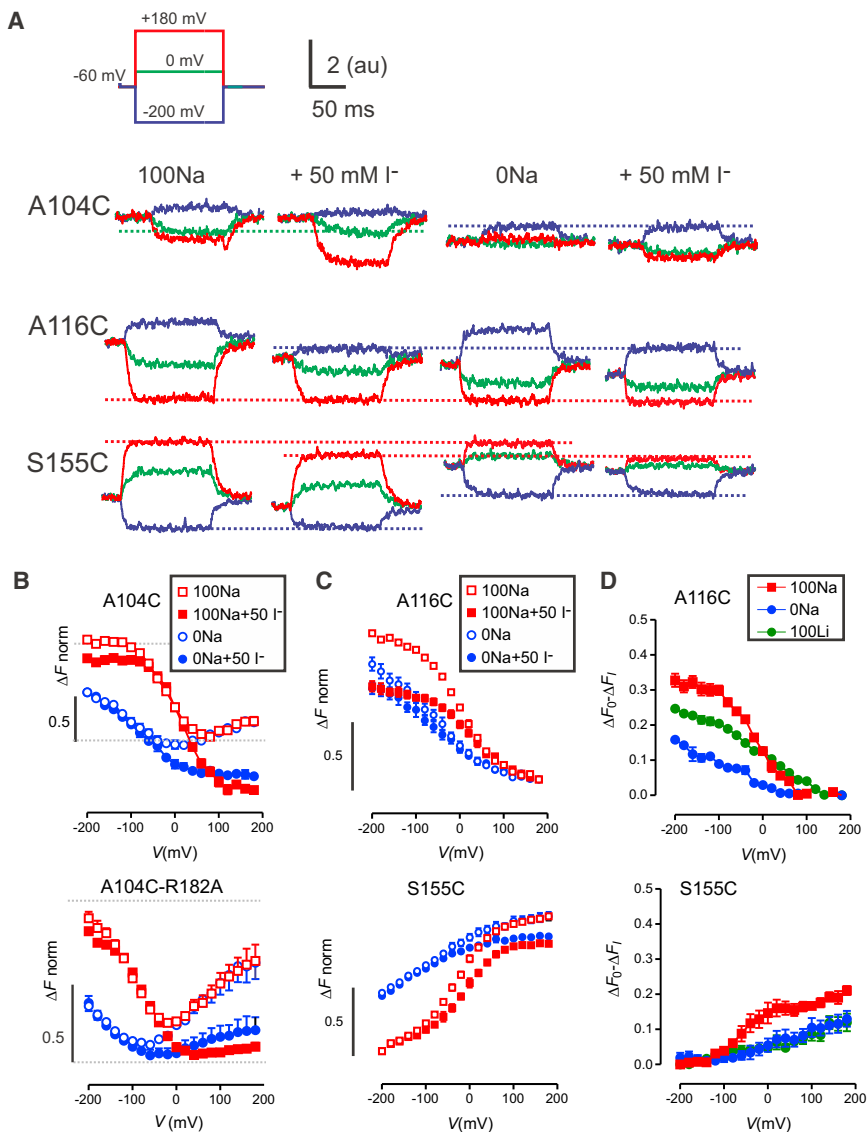 A
+180 mV
0 mV
-60 mV
-200 mV
2 (au)
50 ms
100Na
+ 50 mM I⁻
0Na
+ 50 mM I⁻
A104C
A116C
S155C
B
A104C
100Na
100Na+50 I⁻
0Na
0Na+50 I⁻
ΔF norm
0.5
-200
-100
0
100
200
V(mV)
A104C-R182A
ΔF norm
0.5
-200
-100
0
100
200
V (mV)
C
A116C
100Na
100Na+50 I⁻
0Na
0Na+50 I⁻
ΔF norm
0.5
-200
-100
0
100
200
V(mV)
S155C
ΔF norm
0.5
-200
-100
0
100
200
V(mV)
D
A116C
100Na
0Na
100Li
ΔF₀-ΔFI
0.5
0.4
0.3
0.2
0.1
0.0
-200
-100
0
100
200
V(mV)
S155C
ΔF₀-ΔFI
0.5
0.4
0.3
0.2
0.1
0.0
-200
-100
0
100
200
V(mV)